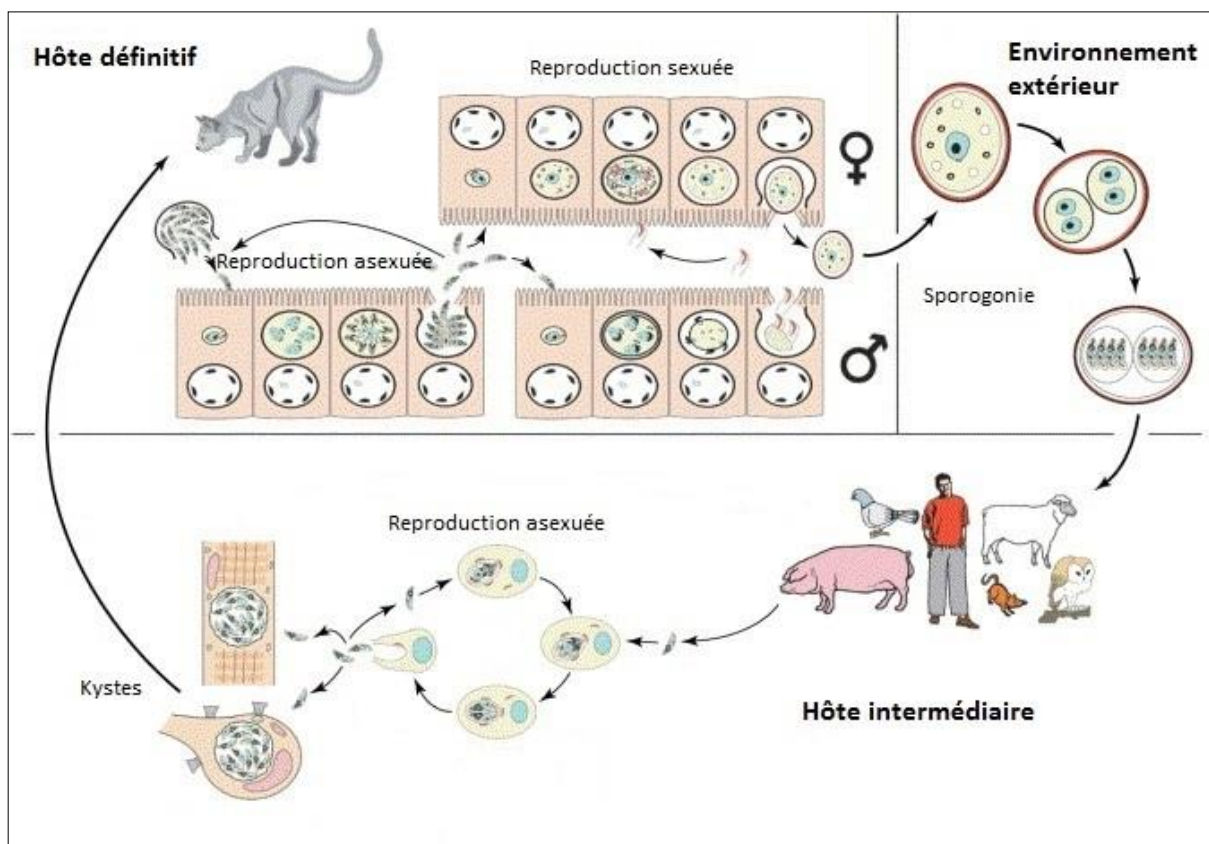 Hôte définitif
Reproduction sexuée
Environnement
extérieur
Reproduction asexuée
Sporogonie
Reproduction asexuée
Kystes
Hôte intermédiaire